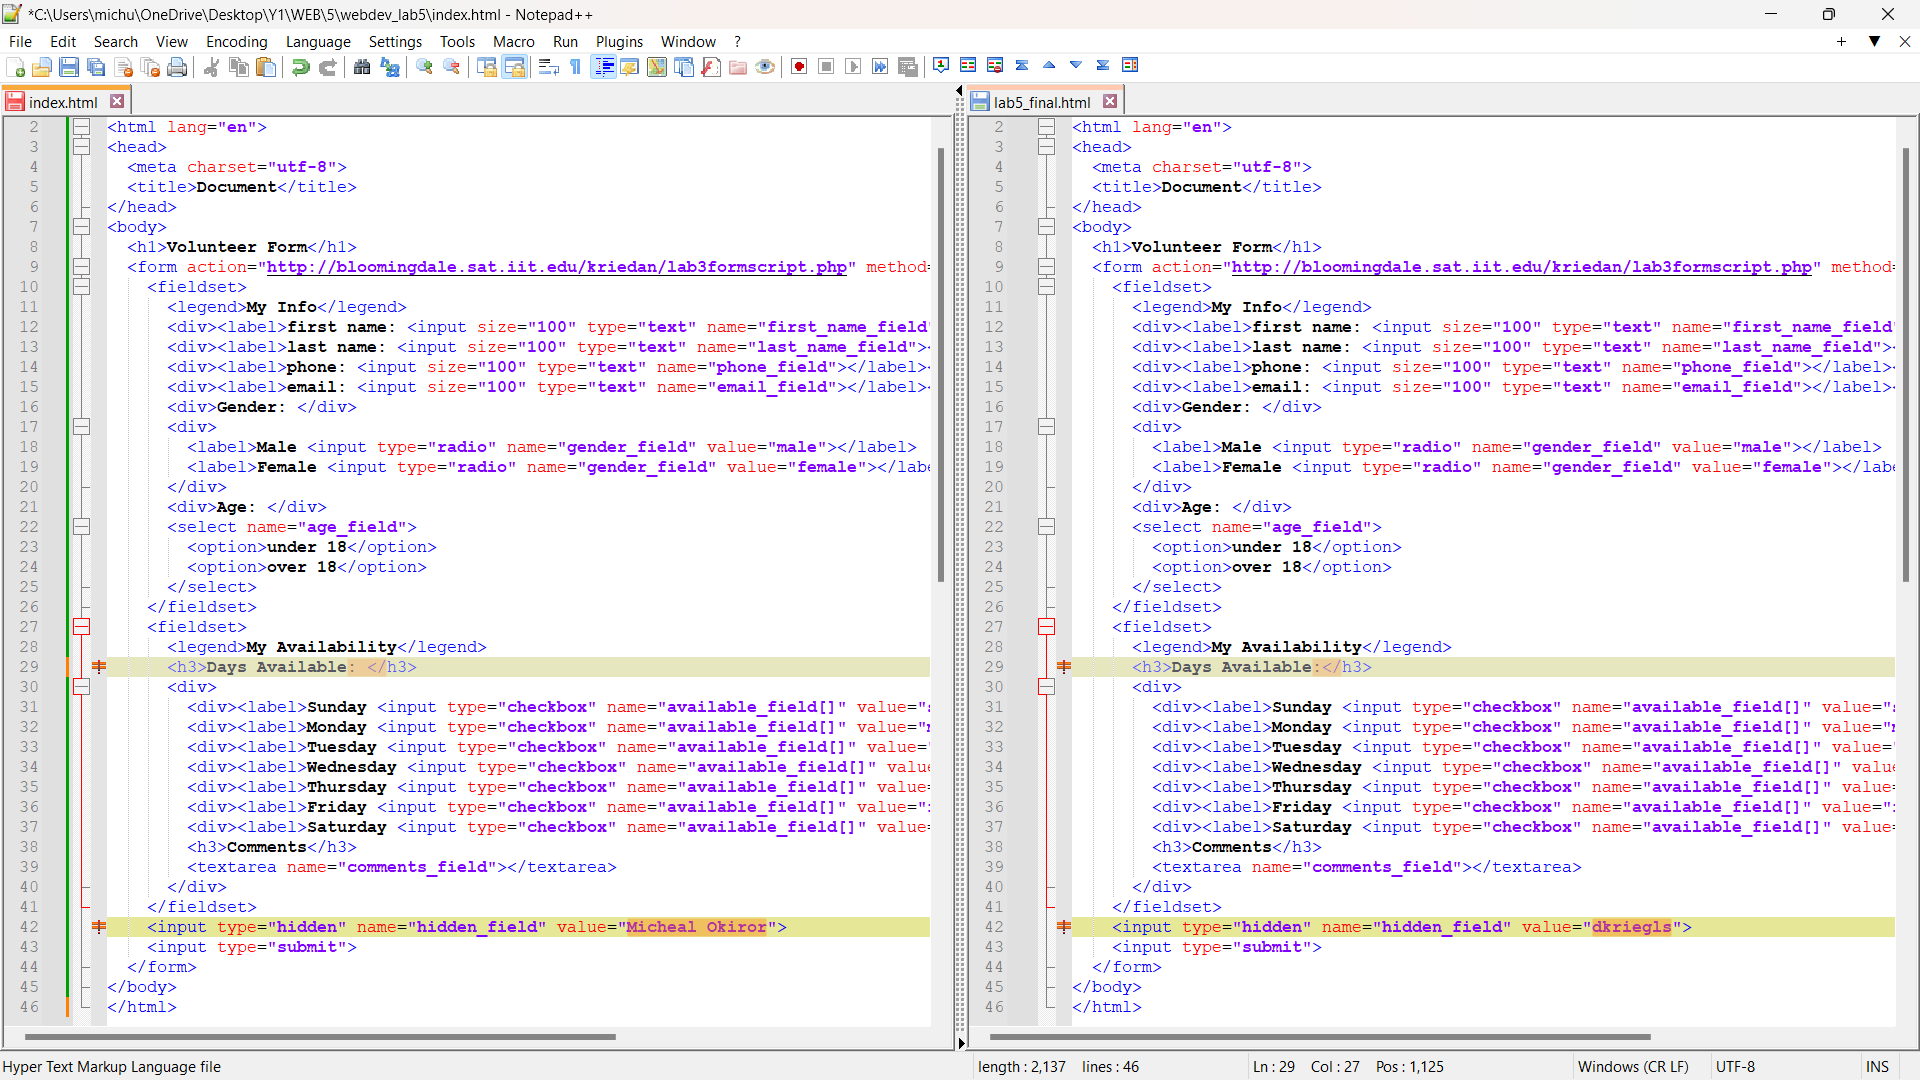 *C:\Users\michu\OneDrive\Desktop\Y1\WEB\5\webdev_lab5\index.html - Notepad++
File Edit Search View Encoding Language Settings Tools Macro Run Plugins Window ?
index.html
2 <html lang="en">
3 <head>
4 <meta charset="utf-8">
5 <title>Document</title>
6 </head>
7 <body>
8 <h1>Volunteer Form</h1>
9 <form action="http://bloomingdale.sat.iit.edu/kriedan/lab3formscript.php" method=
10 <fieldset>
11 <legend>My Info</legend>
12 <div><label>first name: <input size="100" type="text" name="first_name_field"
13 <div><label>last name: <input size="100" type="text" name="last_name_field"><
14 <div><label>phone: <input size="100" type="text" name="phone_field"></label><
15 <div><label>email: <input size="100" type="text" name="email_field"></label><
16 <div>Gender: </div>
17 <div>
18 <label>Male <input type="radio" name="gender_field" value="male"></label>
19 <label>Female <input type="radio" name="gender_field" value="female"></labe
20 </div>
21 <div>Age: </div>
22 <select name="age_field">
23 <option>under 18</option>
24 <option>over 18</option>
25 </select>
26 </fieldset>
27 <fieldset>
28 <legend>My Availability</legend>
29 <h3>Days Available: </h3>
30 <div>
31 <div><label>Sunday <input type="checkbox" name="available_field[]" value="
32 <div><label>Monday <input type="checkbox" name="available_field[]" value="
33 <div><label>Tuesday <input type="checkbox" name="available_field[]" value=
34 <div><label>Wednesday <input type="checkbox" name="available_field[]" valu
35 <div><label>Thursday <input type="checkbox" name="available_field[]" value=
36 <div><label>Friday <input type="checkbox" name="available_field[]" value="
37 <div><label>Saturday <input type="checkbox" name="available_field[]" value=
38 <h3>Comments</h3>
39 <textarea name="comments_field"></textarea>
40 </div>
41 </fieldset>
42 <input type="hidden" name="hidden_field" value="Micheal Okiror">
43 <input type="submit">
44 </form>
45 </body>
46 </html>
lab5_final.html
2 <html lang="en">
3 <head>
4 <meta charset="utf-8">
5 <title>Document</title>
6 </head>
7 <body>
8 <h1>Volunteer Form</h1>
9 <form action="http://bloomingdale.sat.iit.edu/kriedan/lab3formscript.php" method=
10 <fieldset>
11 <legend>My Info</legend>
12 <div><label>first name: <input size="100" type="text" name="first_name_field"
13 <div><label>last name: <input size="100" type="text" name="last_name_field"><
14 <div><label>phone: <input size="100" type="text" name="phone_field"></label><
15 <div><label>email: <input size="100" type="text" name="email_field"></label><
16 <div>Gender: </div>
17 <div>
18 <label>Male <input type="radio" name="gender_field" value="male"></label>
19 <label>Female <input type="radio" name="gender_field" value="female"></labe
20 </div>
21 <div>Age: </div>
22 <select name="age_field">
23 <option>under 18</option>
24 <option>over 18</option>
25 </select>
26 </fieldset>
27 <fieldset>
28 <legend>My Availability</legend>
29 <h3>Days Available:</h3>
30 <div>
31 <div><label>Sunday <input type="checkbox" name="available_field[]" value="
32 <div><label>Monday <input type="checkbox" name="available_field[]" value="
33 <div><label>Tuesday <input type="checkbox" name="available_field[]" value=
34 <div><label>Wednesday <input type="checkbox" name="available_field[]" valu
35 <div><label>Thursday <input type="checkbox" name="available_field[]" value=
36 <div><label>Friday <input type="checkbox" name="available_field[]" value="
37 <div><label>Saturday <input type="checkbox" name="available_field[]" value=
38 <h3>Comments</h3>
39 <textarea name="comments_field"></textarea>
40 </div>
41 </fieldset>
42 <input type="hidden" name="hidden_field" value="dkriegls">
43 <input type="submit">
44 </form>
45 </body>
46 </html>
Hyper Text Markup Language file length : 2,137 lines : 46 Ln : 29 Col : 27 Pos : 1,125 Windows (CR LF) UTF-8 INS